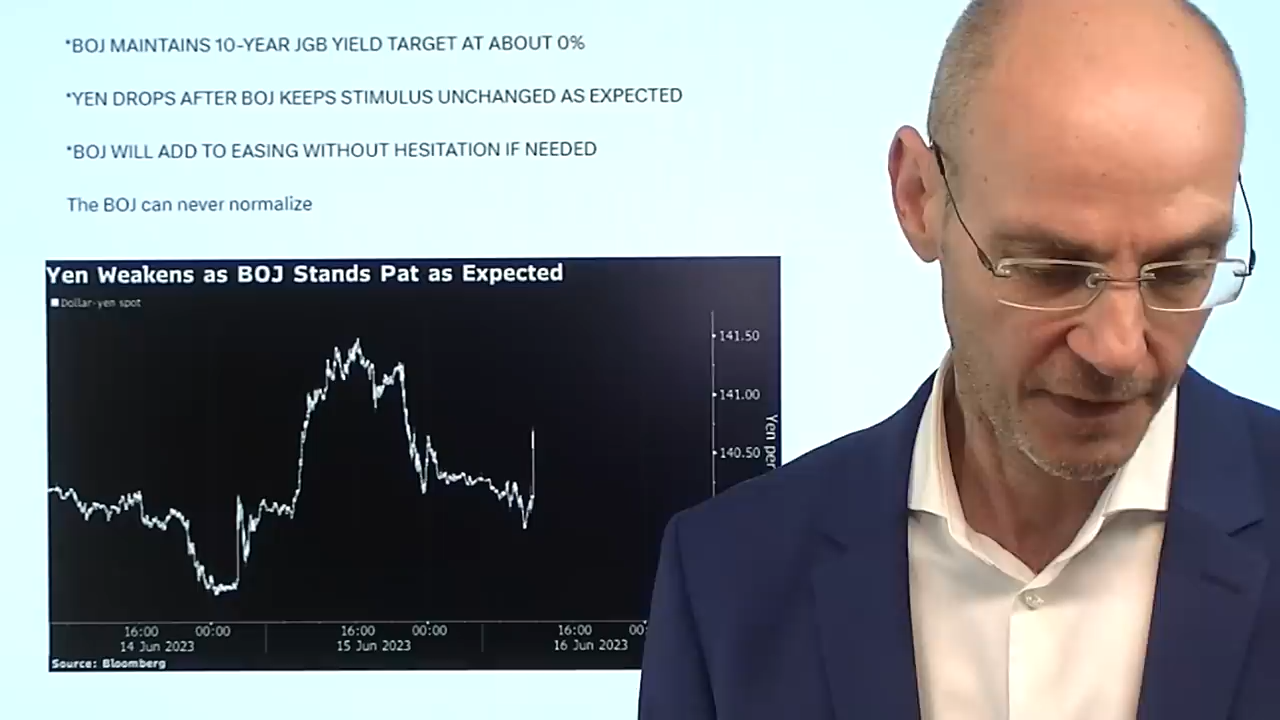 *BOJ MAINTAINS 10-YEAR JGB YIELD TARGET AT ABOUT 0%
*YEN DROPS AFTER BOJ KEEPS STIMULUS UNCHANGED AS EXPECTED
*BOJ WILL ADD TO EASING WITHOUT HESITATION IF NEEDED
The BOJ can never normalize
Yen Weakens as BOJ Stands Pat as Expected
Dollar-yen spot
141.50
141.00
140.50
Yen per
16:00 00:00 16:00 00:00 16:00 00:
14 Jun 2023 15 Jun 2023 16 Jun 2023
Source: Bloomberg